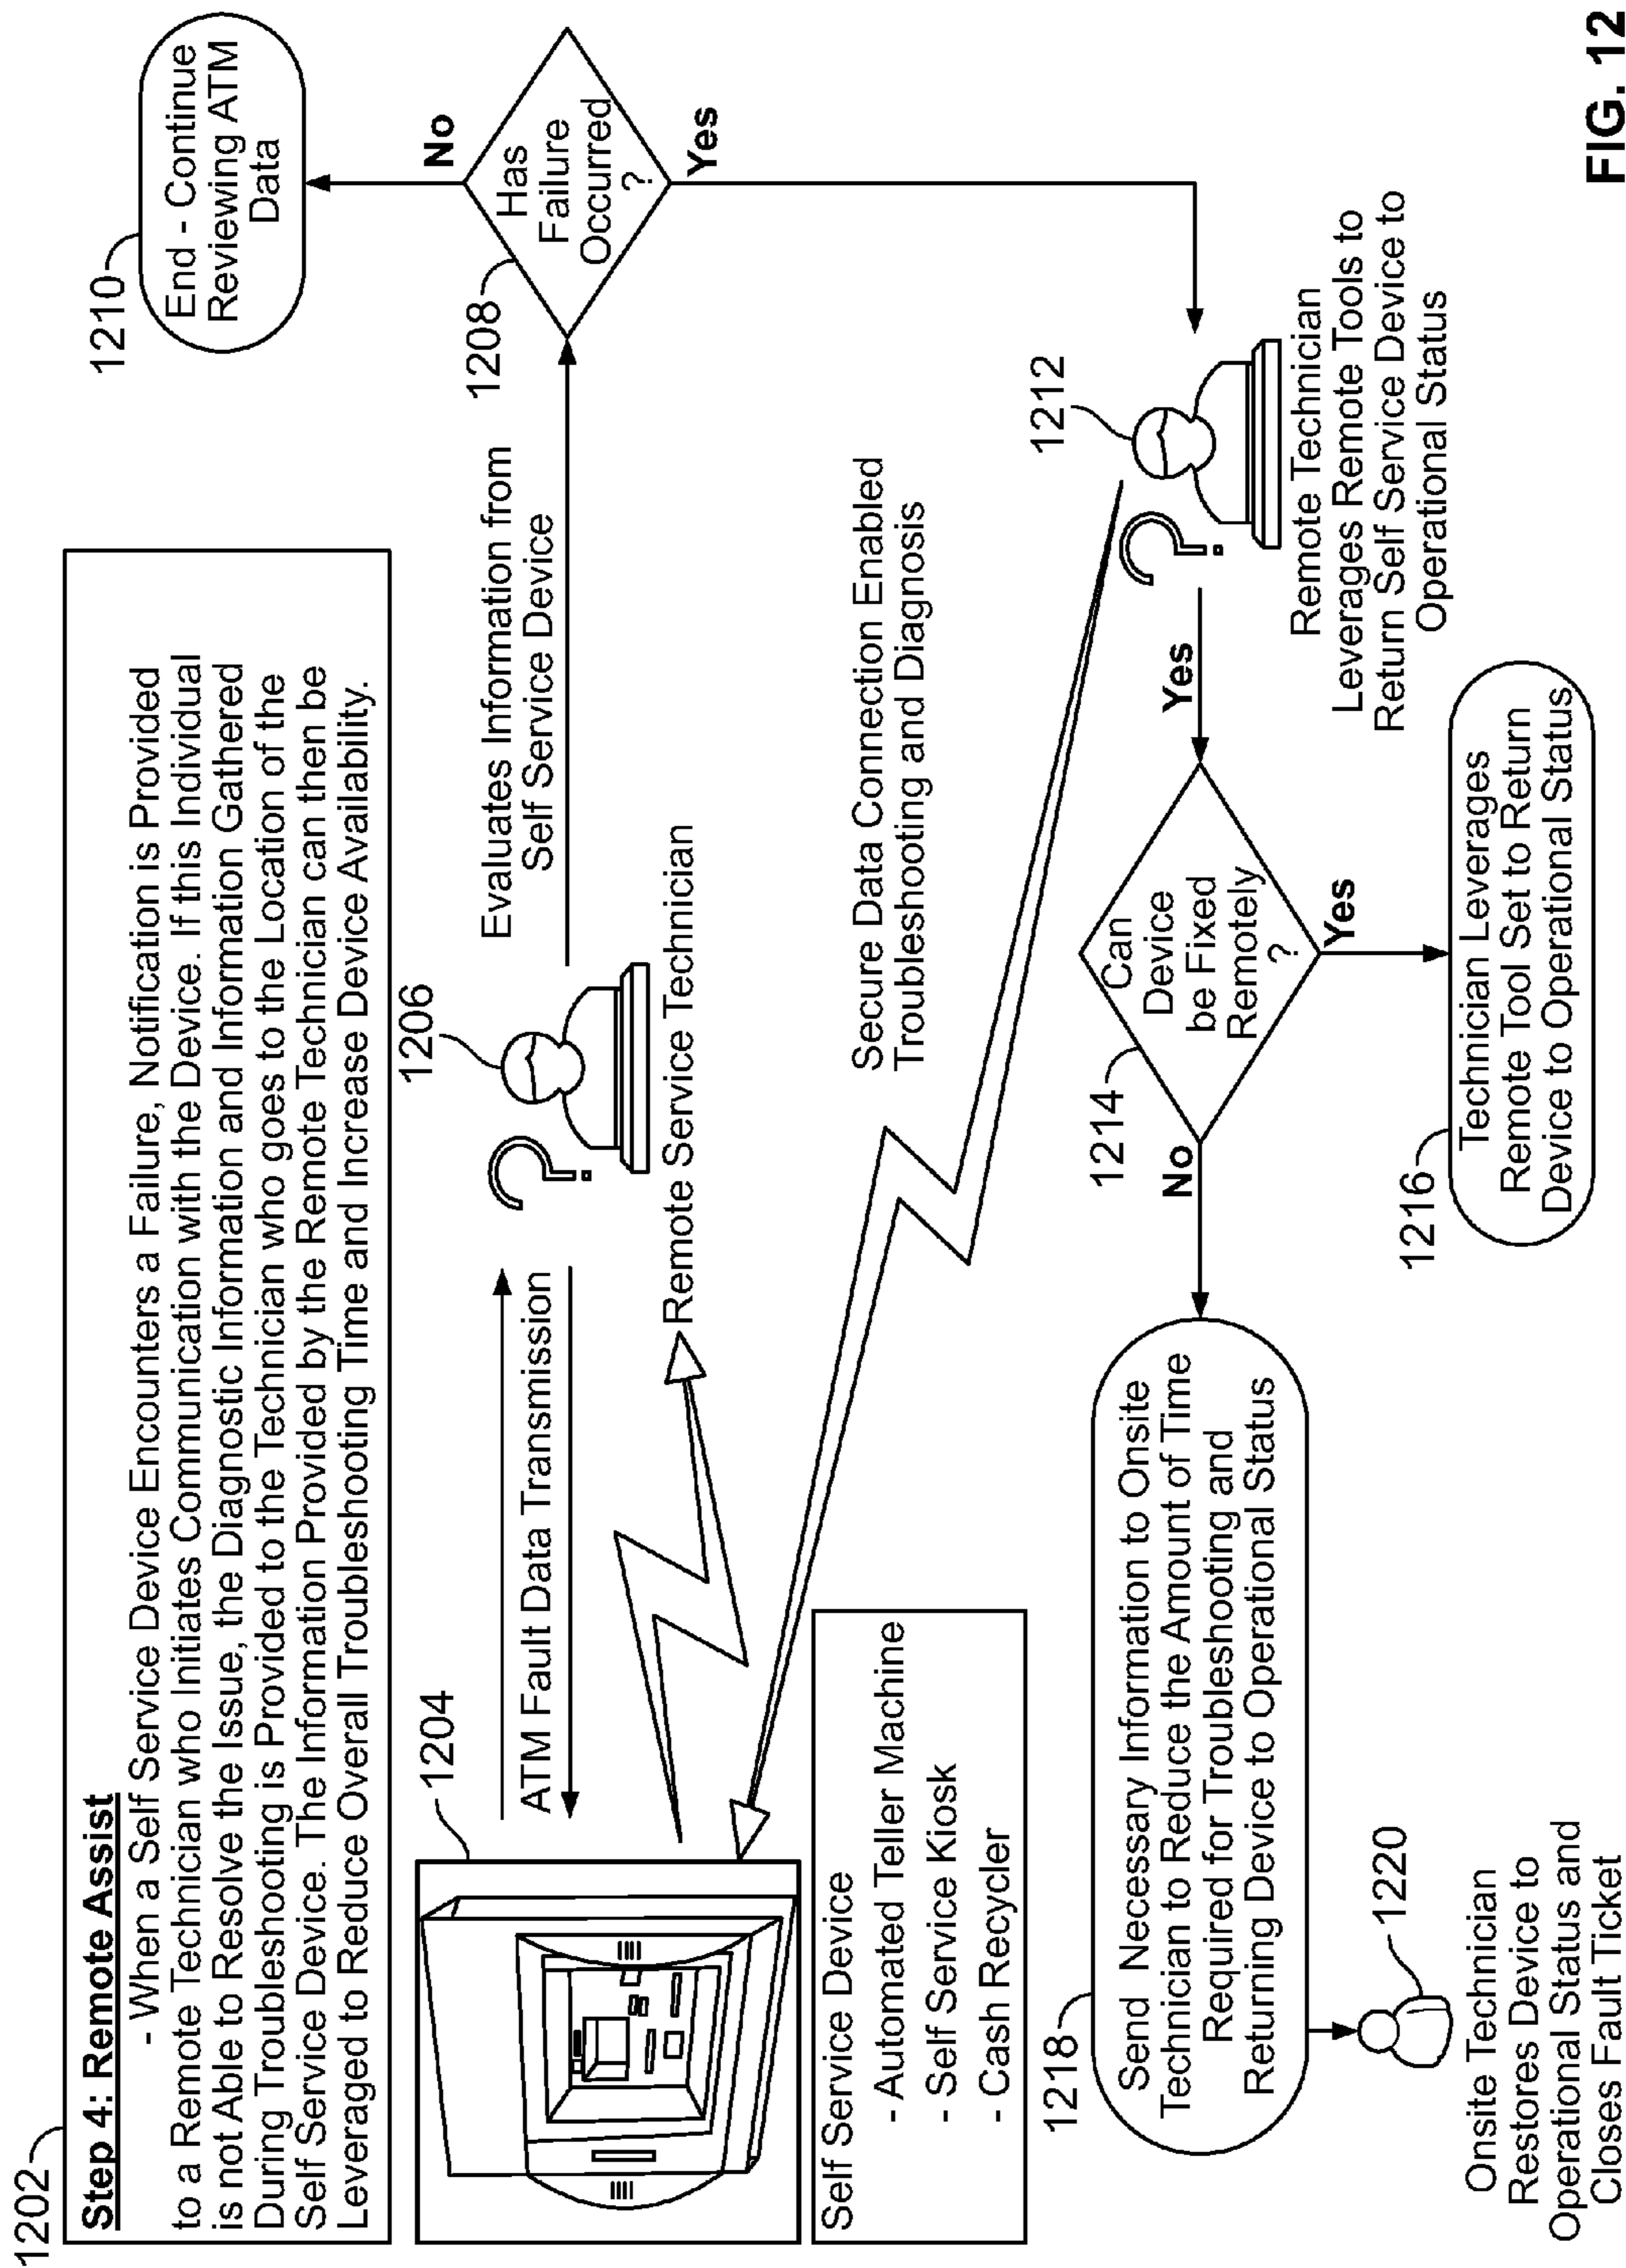 1202
Step 4: Remote Assist
- When a Self Service Device Encounters a Failure, Notification is Provided
to a Remote Technician who Initiates Communication with the Device. If this Individual
is not Able to Resolve the Issue, the Diagnostic Information and Information Gathered
During Troubleshooting is Provided to the Technician who goes to the Location of the
Self Service Device. The Information Provided by the Remote Technician can then be
Leveraged to Reduce Overall Troubleshooting Time and Increase Device Availability.
1204
ATM Fault Data Transmission
1206
Remote Service Technician
Evaluates Information from
Self Service Device
1208
Has
Failure
Occurred
?
No
1210
End - Continue
Reviewing ATM
Data
Yes
Self Service Device
- Automated Teller Machine
- Self Service Kiosk
- Cash Recycler
Secure Data Connection Enabled
Troubleshooting and Diagnosis
1212
Remote Technician
Leverages Remote Tools to
Return Self Service Device to
Operational Status
Yes
1214
Can
Device
be Fixed
Remotely
?
Yes
1216
Technician Leverages
Remote Tool Set to Return
Device to Operational Status
No
1218
Send Necessary Information to Onsite
Technician to Reduce the Amount of Time
Required for Troubleshooting and
Returning Device to Operational Status
1220
Onsite Technician
Restores Device to
Operational Status and
Closes Fault Ticket
FIG. 12